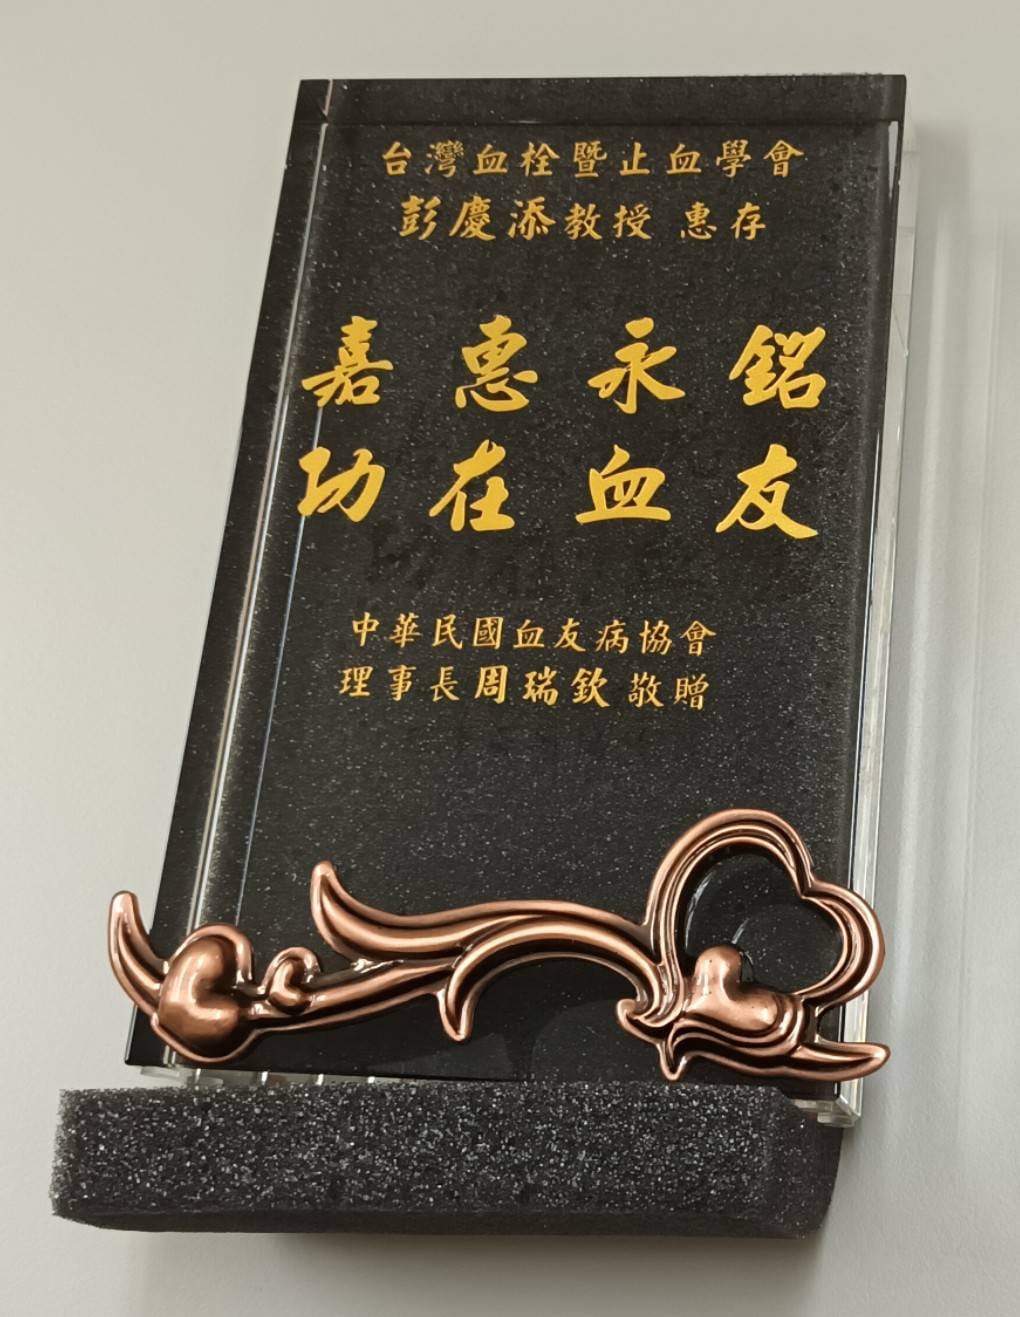 台灣血栓暨止血學會
彭慶添教授 惠存
嘉惠永銘
功在血友
中華民國血友病協會
理事長周瑞欽敬贈